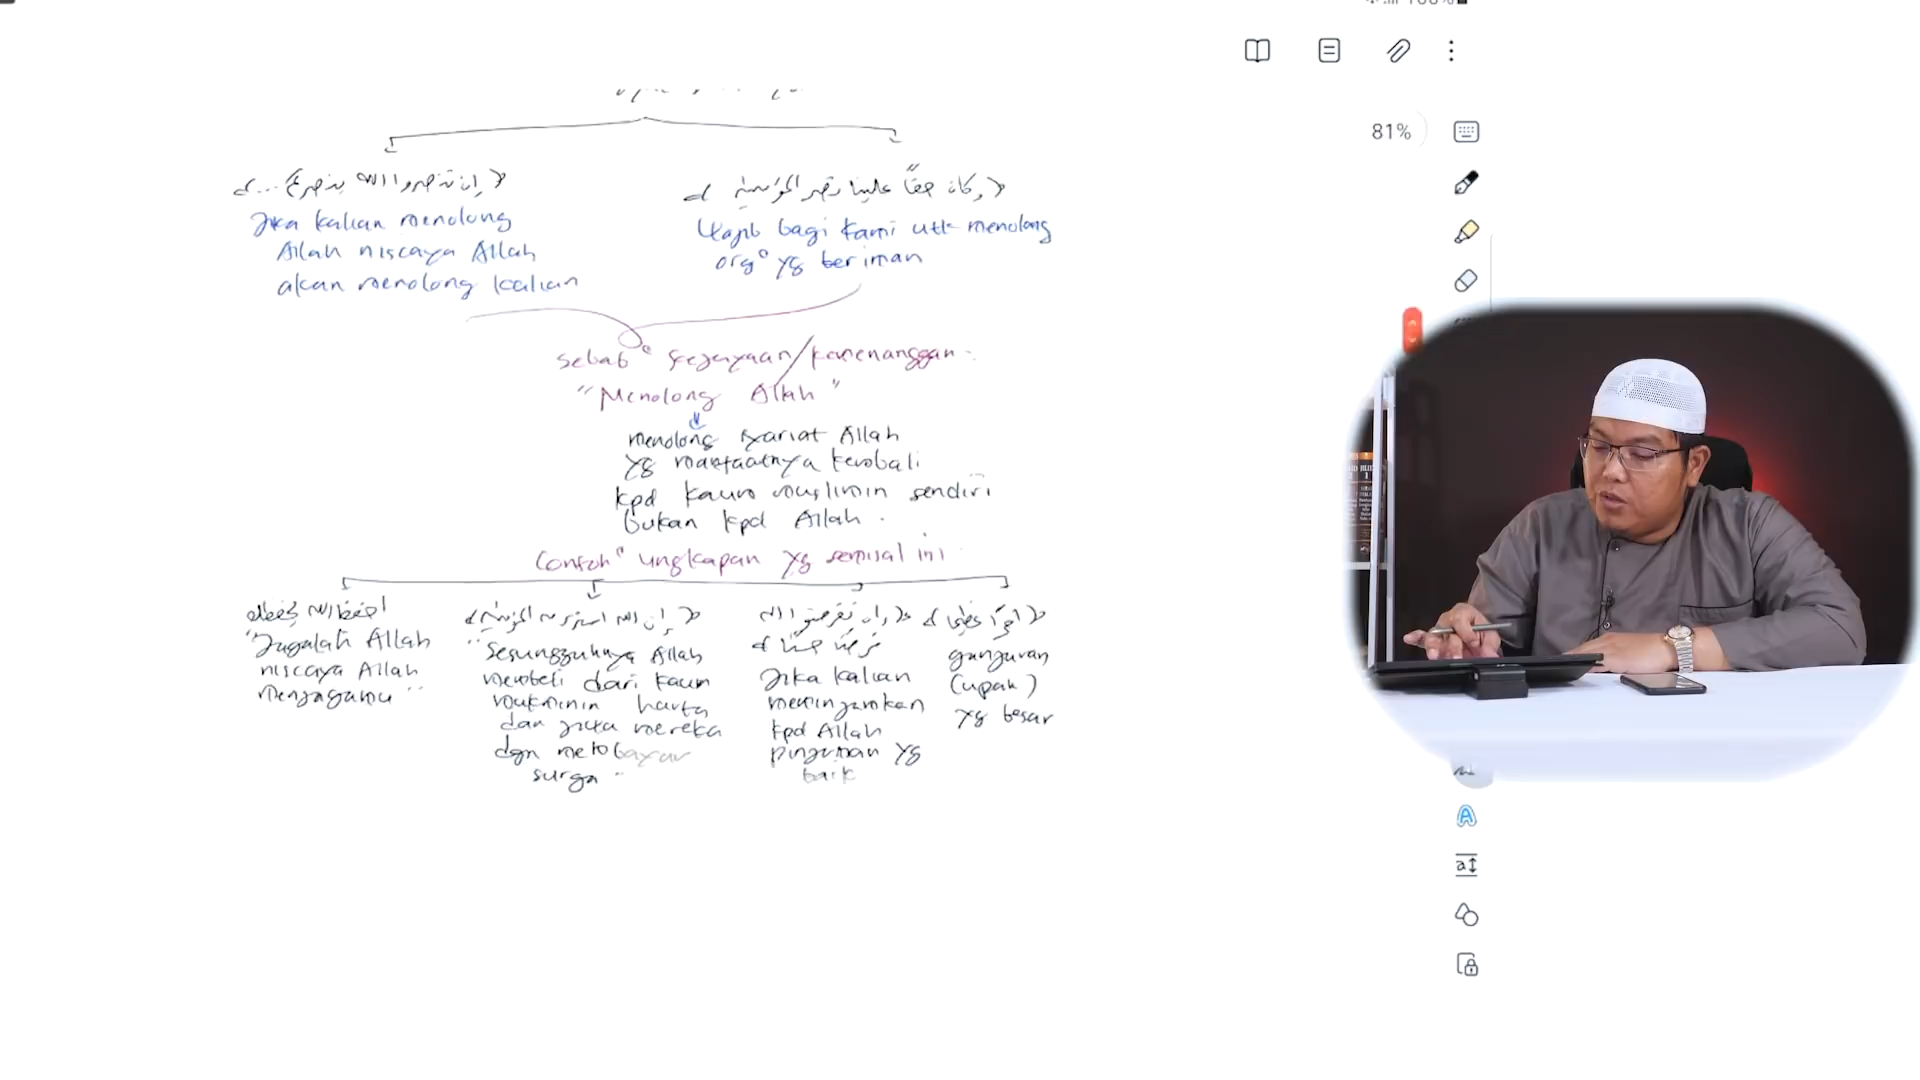 ﴿إن تنصروا الله ينصركم...﴾
Jika kalian menolong
Allah niscaya Allah
akan menolong kalian
﴿وكان حقاً علينا نصر المؤمنين﴾
Wajib bagi kami utk menolong
org² yg beriman
Sebab² kejayaan/kemenanggan:
"Menolong Allah"
menolong syariat Allah
yg manfaatnya kembali
kpd kaum muslimin sendiri
bukan kpd Allah.
Contoh² ungkapan yg semisal ini
احفظ الله يحفظك
"Jagalah Allah
niscaya Allah
menjagamu"
﴿إن الله اشترى من المؤمنين﴾
"Sesungguhnya Allah
membeli dari kaum
mukminin harta
dan jiwa mereka
dgn membayar
surga"
﴿إن تقرضوا الله
قرضًا حسنًا﴾
Jika kalian
meminjamkan
kpd Allah
pinjaman yg
baik
﴿أجرًا عظيما﴾
ganjaran
(upah)
yg besar
81%